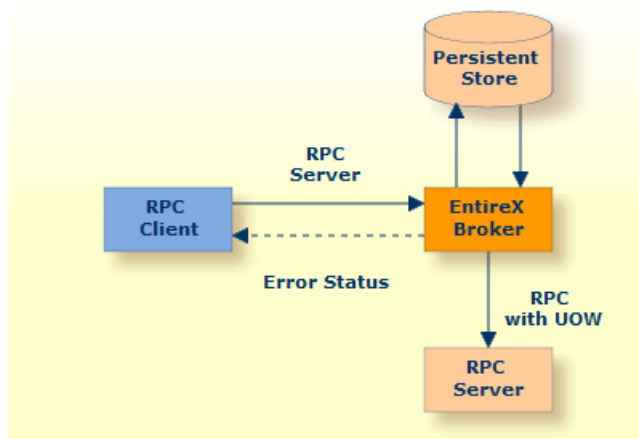 Persistent
Store
RPC
Server
RPC
Client
EntireX
Broker
Error Status
RPC
with UOW
RPC
Server